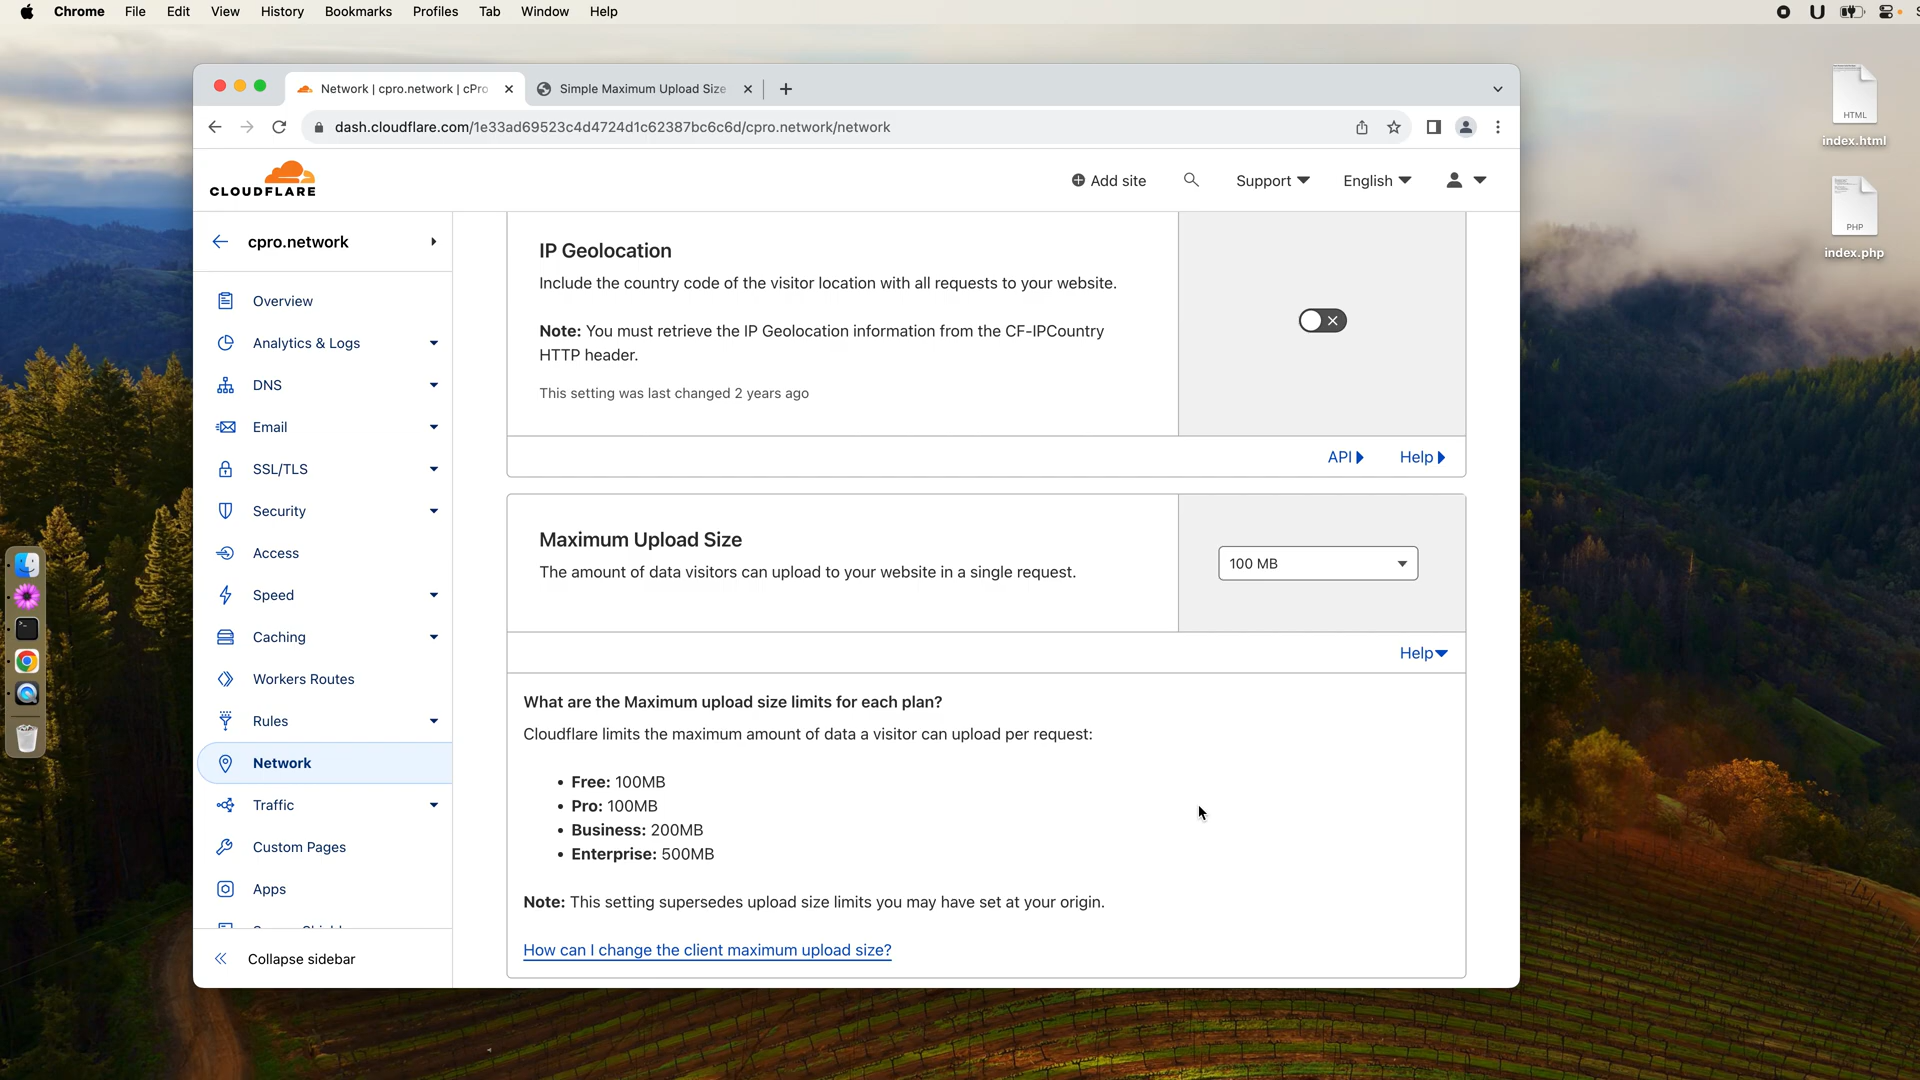 Chrome File Edit View History Bookmarks Profiles Tab Window Help
Network | cpro.network | cPro
Simple Maximum Upload Size
dash.cloudflare.com/1e33ad69523c4d4724d1c62387bc6c6d/cpro.network/network
CLOUDFLARE
Add site
Support
English
cpro.network
Overview
Analytics & Logs
DNS
Email
SSL/TLS
Security
Access
Speed
Caching
Workers Routes
Rules
Network
Traffic
Custom Pages
Apps
Collapse sidebar
IP Geolocation
Include the country code of the visitor location with all requests to your website.
Note: You must retrieve the IP Geolocation information from the CF-IPCountry
HTTP header.
This setting was last changed 2 years ago
API
Help
Maximum Upload Size
The amount of data visitors can upload to your website in a single request.
100 MB
Help
What are the Maximum upload size limits for each plan?
Cloudflare limits the maximum amount of data a visitor can upload per request:
• Free: 100MB
• Pro: 100MB
• Business: 200MB
• Enterprise: 500MB
Note: This setting supersedes upload size limits you may have set at your origin.
How can I change the client maximum upload size?
HTML
index.html
PHP
index.php